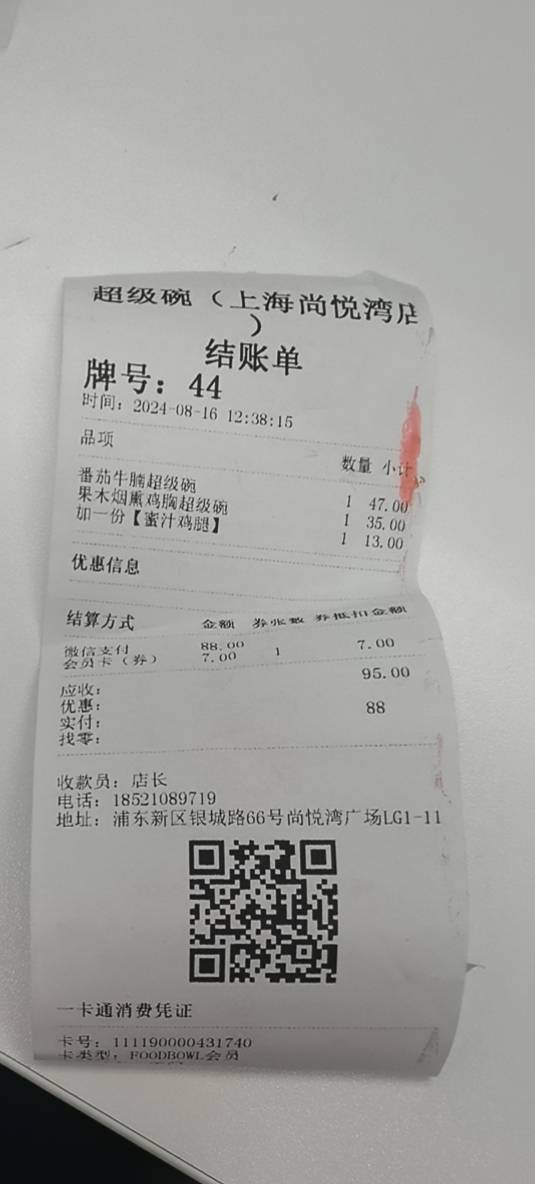 超级碗（上海尚悦湾店
）
结账单
牌号：44
时间：2024-08-16 12:38:15
品项 数量 小计
番茄牛腩超级碗 1 47.00
果木烟熏鸡胸超级碗 1 35.00
加一份【蜜汁鸡腿】 1 13.00
优惠信息
结算方式 金额 券张数 券抵扣金额
微信支付 88.00
会员卡（券） 7.00 1 7.00
应收： 95.00
优惠：
实付： 88
找零：
收款员：店长
电话：18521089719
地址：浦东新区银城路66号尚悦湾广场LG1-11
一卡通消费凭证
卡号：111190000431740
卡类型：FOODBOWL会员